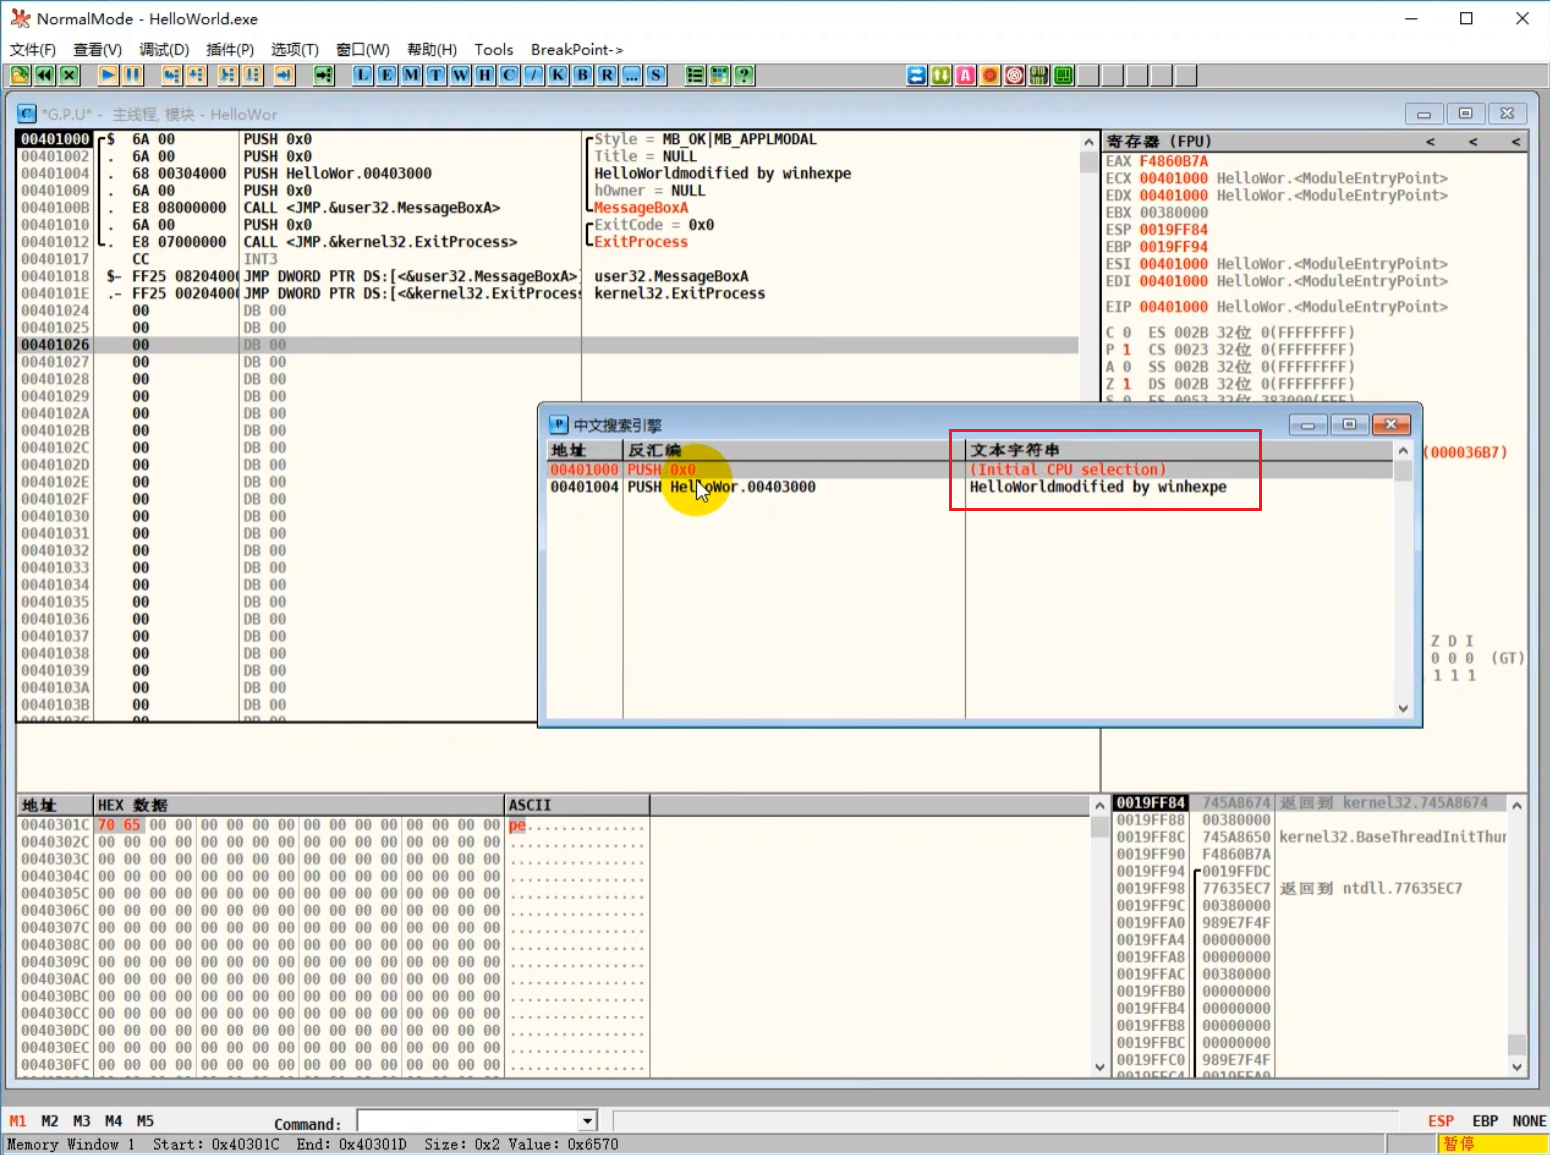 NormalMode - HelloWorld.exe
文件(F) 查看(V) 调试(D) 插件(P) 选项(T) 窗口(W) 帮助(H) Tools BreakPoint->
L E M T W H C / K B R ... S ? A
C *G.P.U* - 主线程, 模块 - HelloWor
00401000 $ 6A 00 PUSH 0x0 Style = MB_OK|MB_APPLMODAL
00401002 . 6A 00 PUSH 0x0 Title = NULL
00401004 . 68 00304000 PUSH HelloWor.00403000 HelloWorldmodified by winhexpe
00401009 . 6A 00 PUSH 0x0 hOwner = NULL
0040100B . E8 08000000 CALL <JMP.&user32.MessageBoxA> MessageBoxA
00401010 . 6A 00 PUSH 0x0 ExitCode = 0x0
00401012 . E8 07000000 CALL <JMP.&kernel32.ExitProcess> ExitProcess
00401017 CC INT3
00401018 $- FF25 0820400 JMP DWORD PTR DS:[<&user32.MessageBoxA>] user32.MessageBoxA
0040101E .- FF25 0020400 JMP DWORD PTR DS:[<&kernel32.ExitProcess kernel32.ExitProcess
00401024 00 DB 00
00401025 00 DB 00
00401026 00 DB 00
00401027 00 DB 00
00401028 00 DB 00
00401029 00 DB 00
0040102A 00 DB 00
0040102B 00 DB 00
0040102C 00 DB 00
0040102D 00 DB 00
0040102E 00 DB 00
0040102F 00 DB 00
00401030 00 DB 00
00401031 00 DB 00
00401032 00 DB 00
00401033 00 DB 00
00401034 00 DB 00
00401035 00 DB 00
00401036 00 DB 00
00401037 00 DB 00
00401038 00 DB 00
00401039 00 DB 00
0040103A 00 DB 00
0040103B 00 DB 00
寄存器 (FPU) < < <
EAX F4860B7A
ECX 00401000 HelloWor.<ModuleEntryPoint>
EDX 00401000 HelloWor.<ModuleEntryPoint>
EBX 00380000
ESP 0019FF84
EBP 0019FF94
ESI 00401000 HelloWor.<ModuleEntryPoint>
EDI 00401000 HelloWor.<ModuleEntryPoint>
EIP 00401000 HelloWor.<ModuleEntryPoint>
C 0 ES 002B 32位 0(FFFFFFFF)
P 1 CS 0023 32位 0(FFFFFFFF)
A 0 SS 002B 32位 0(FFFFFFFF)
Z 1 DS 002B 32位 0(FFFFFFFF)
S 0 FS 0053 32位 383000(FFF)
(000036B7)
Z D I
0 0 0 (GT)
1 1 1
P 中文搜索引擎
地址 反汇编 文本字符串
00401000 PUSH 0x0 (Initial CPU selection)
00401004 PUSH HelloWor.00403000 HelloWorldmodified by winhexpe
地址 HEX 数据 ASCII
0040301C 70 65 00 00 00 00 00 00 00 00 00 00 00 00 00 00 pe..............
0040302C 00 00 00 00 00 00 00 00 00 00 00 00 00 00 00 00 ................
0040303C 00 00 00 00 00 00 00 00 00 00 00 00 00 00 00 00 ................
0040304C 00 00 00 00 00 00 00 00 00 00 00 00 00 00 00 00 ................
0040305C 00 00 00 00 00 00 00 00 00 00 00 00 00 00 00 00 ................
0040306C 00 00 00 00 00 00 00 00 00 00 00 00 00 00 00 00 ................
0040307C 00 00 00 00 00 00 00 00 00 00 00 00 00 00 00 00 ................
0040308C 00 00 00 00 00 00 00 00 00 00 00 00 00 00 00 00 ................
0040309C 00 00 00 00 00 00 00 00 00 00 00 00 00 00 00 00 ................
004030AC 00 00 00 00 00 00 00 00 00 00 00 00 00 00 00 00 ................
004030BC 00 00 00 00 00 00 00 00 00 00 00 00 00 00 00 00 ................
004030CC 00 00 00 00 00 00 00 00 00 00 00 00 00 00 00 00 ................
004030DC 00 00 00 00 00 00 00 00 00 00 00 00 00 00 00 00 ................
004030EC 00 00 00 00 00 00 00 00 00 00 00 00 00 00 00 00 ................
004030FC 00 00 00 00 00 00 00 00 00 00 00 00 00 00 00 00 ................
0019FF84 745A8674 返回到 kernel32.745A8674
0019FF88 00380000
0019FF8C 745A8650 kernel32.BaseThreadInitThu
0019FF90 F4860B7A
0019FF94 0019FFDC
0019FF98 77635EC7 返回到 ntdll.77635EC7
0019FF9C 00380000
0019FFA0 989E7F4F
0019FFA4 00000000
0019FFA8 00000000
0019FFAC 00380000
0019FFB0 00000000
0019FFB4 00000000
0019FFB8 00000000
0019FFBC 00000000
0019FFC0 989E7F4F
0019FFC4 0019FFA0
M1 M2 M3 M4 M5 Command: ESP EBP NONE
Memory Window 1 Start: 0x40301C End: 0x40301D Size: 0x2 Value: 0x6570 暂停